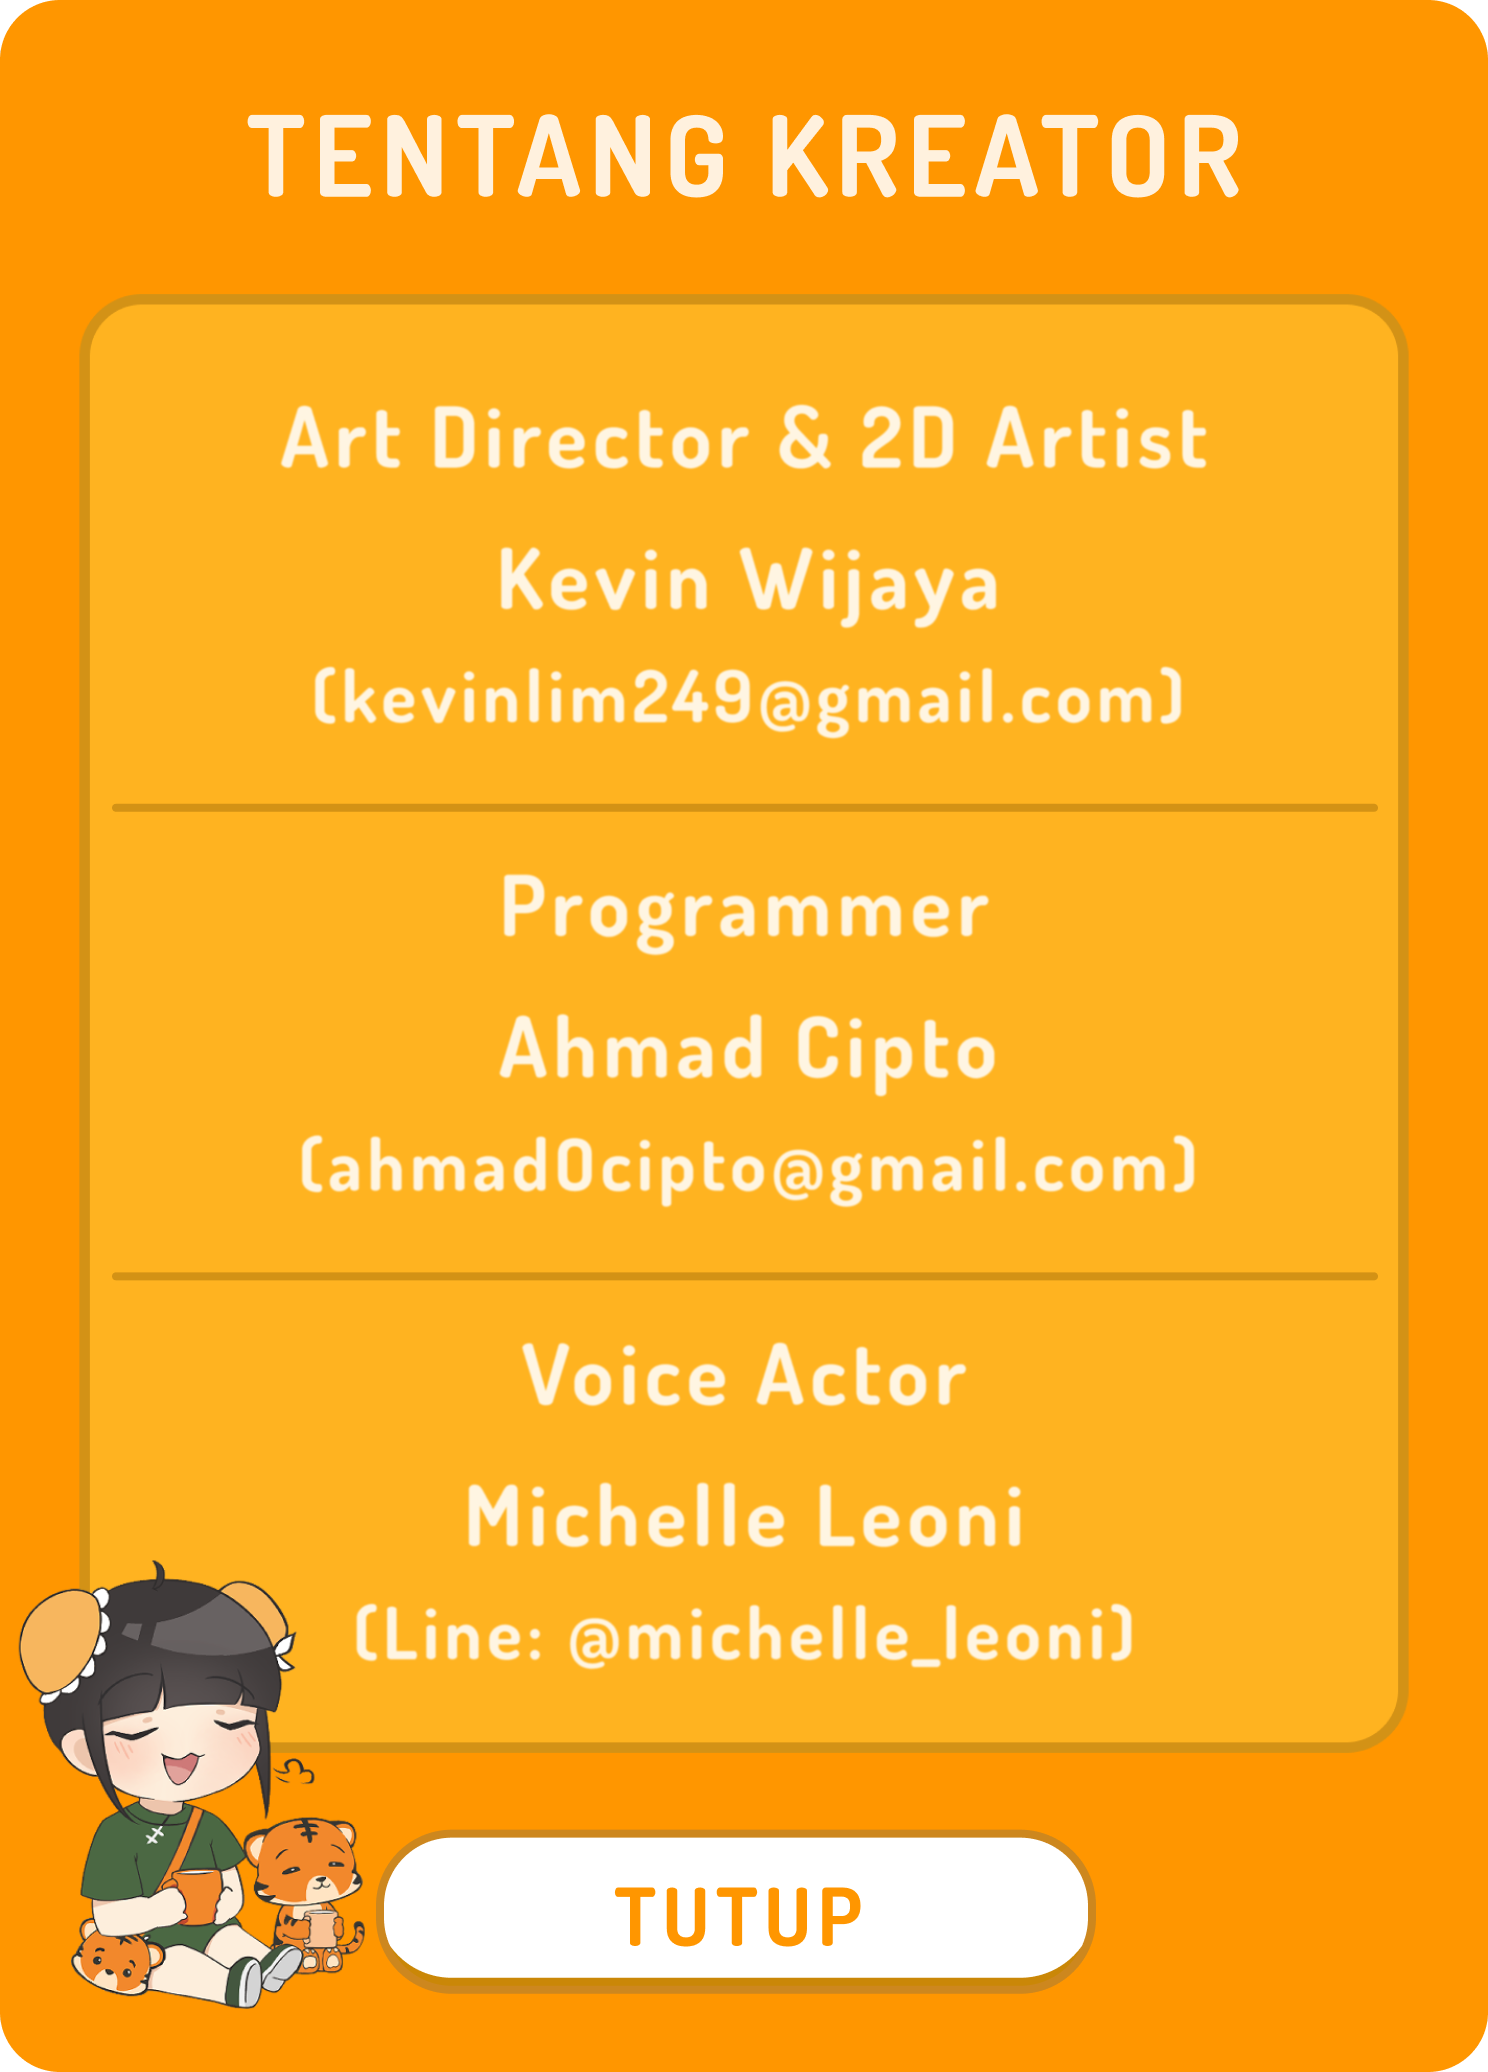 TENTANG KREATOR
Art Director & 2D Artist
Kevin Wijaya
(kevinlim249@gmail.com)
Programmer
Ahmad Cipto
(ahmad0cipto@gmail.com)
Voice Actor
Michelle Leoni
(Line: @michelle_leoni)
TUTUP